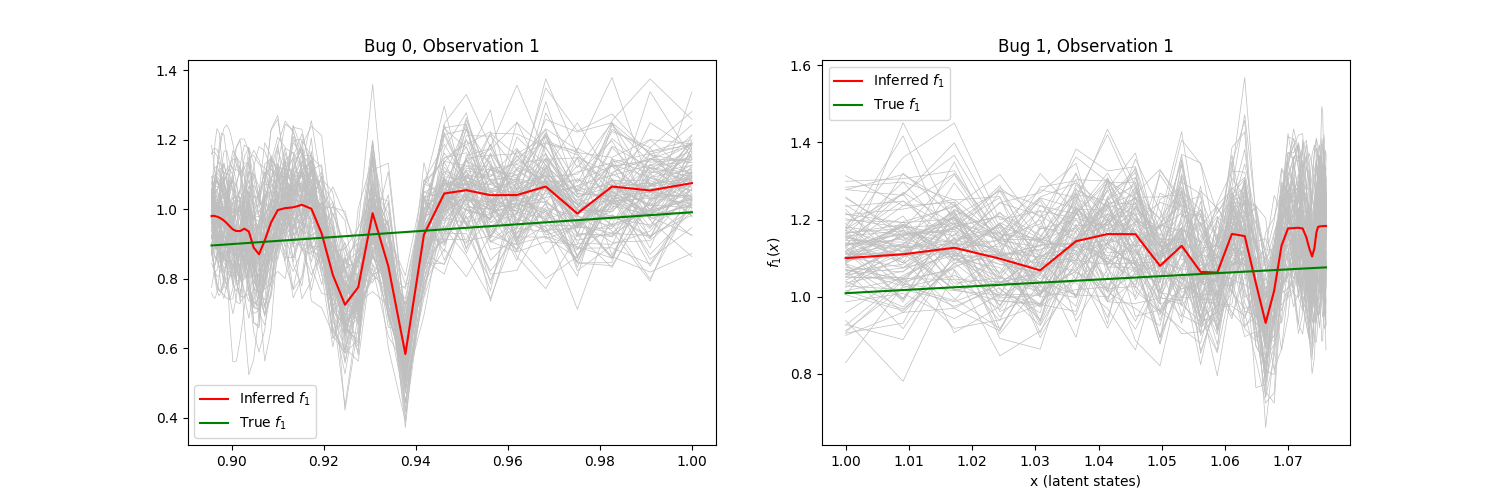 Bug 0, Observation 1
1.4
1.2
1.0
0.8
0.6
0.4
Inferred f₁
True f₁
0.90 0.92 0.94 0.96 0.98 1.00
Bug 1, Observation 1
Inferred f₁
True f₁
1.6
1.4
1.2
1.0
0.8
f₁(x)
1.00 1.01 1.02 1.03 1.04 1.05 1.06 1.07
x (latent states)